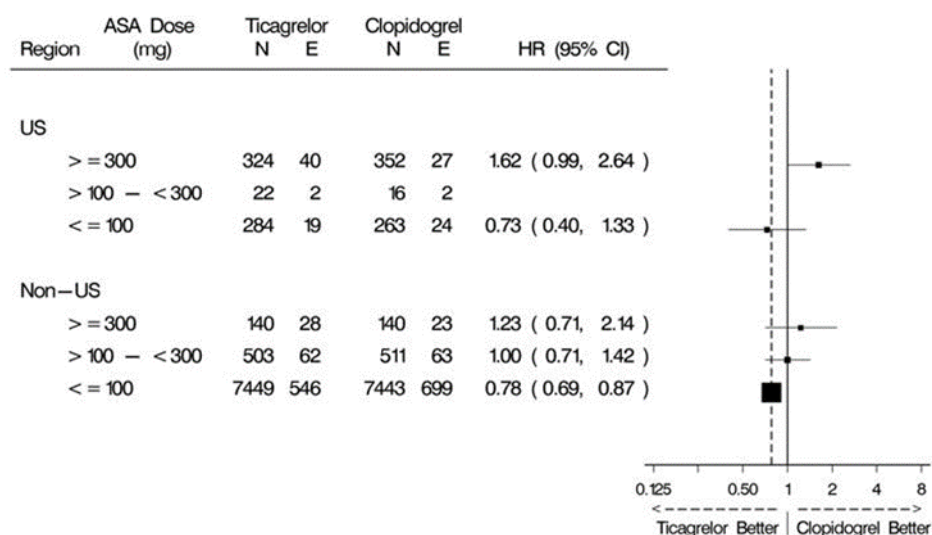 ASA Dose Ticagrelor Clopidogrel
Region (mg) N E N E HR (95% CI)
US
>=300 324 40 352 27 1.62 (0.99, 2.64)
>100 – <300 22 2 16 2
<=100 284 19 263 24 0.73 (0.40, 1.33)
Non-US
>=300 140 28 140 23 1.23 (0.71, 2.14)
>100 – <300 503 62 511 63 1.00 (0.71, 1.42)
<=100 7449 546 7443 699 0.78 (0.69, 0.87)
0.125 0.50 1 2 4 8
Ticagrelor Better Clopidogrel Better